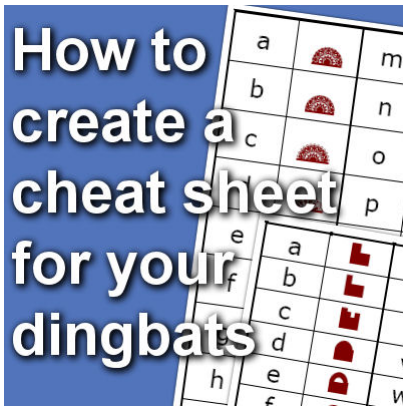 How to
create a
cheat sheet
for your
dingbats
a m
b n
c o
p
e
f
g
h
a
b
c
d
e w
f